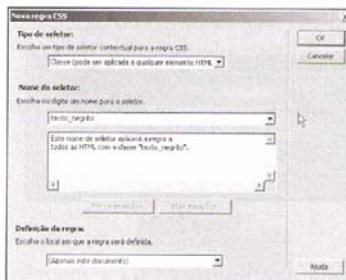 Nova regra CSS
Tipo de seletor:
OK
Escolha um tipo de seletor contextual para a regra CSS.
Cancelar
Classe (pode ser aplicada a qualquer elemento HTML
Nome do seletor:
Escolha ou digite um nome para o seletor.
texto_negrito
Este nome de seletor aplicará a regra a
todos as HTML com a classe "texto_negrito".
Definição da regra:
Escolha o local em que a regra será definida.
(Apenas este documento)
Ajuda